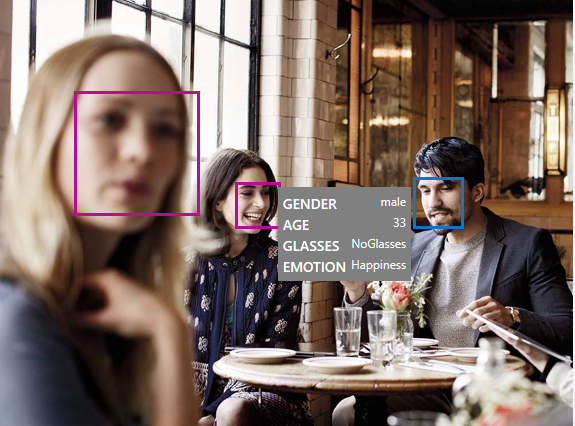 GENDER male
AGE 33
GLASSES NoGlasses
EMOTION Happiness